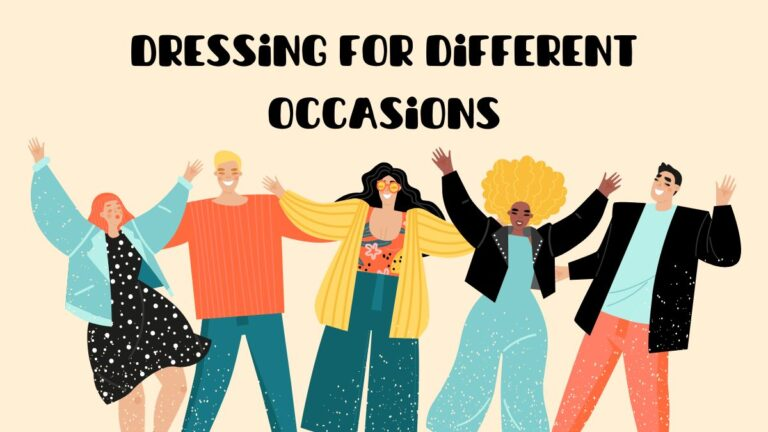 DRESSING FOR DIFFERENT
OCCASIONS